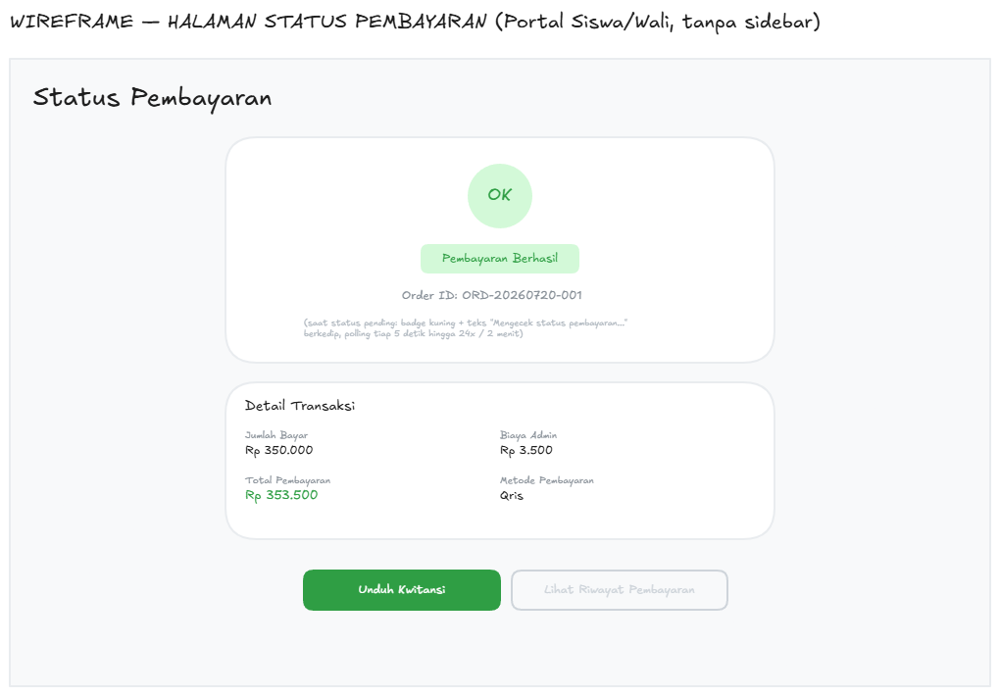 WIREFRAME — HALAMAN STATUS PEMBAYARAN (Portal Siswa/Wali, tanpa sidebar)
Status Pembayaran
OK
Pembayaran Berhasil
Order ID: ORD-20260720-001
(saat status pending: badge kuning + teks "Mengecek status pembayaran..."
berkedip, polling tiap 5 detik hingga 24x / 2 menit)
Detail Transaksi
Jumlah Bayar
Rp 350.000
Biaya Admin
Rp 3.500
Total Pembayaran
Rp 353.500
Metode Pembayaran
Qris
Unduh Kwitansi
Lihat Riwayat Pembayaran